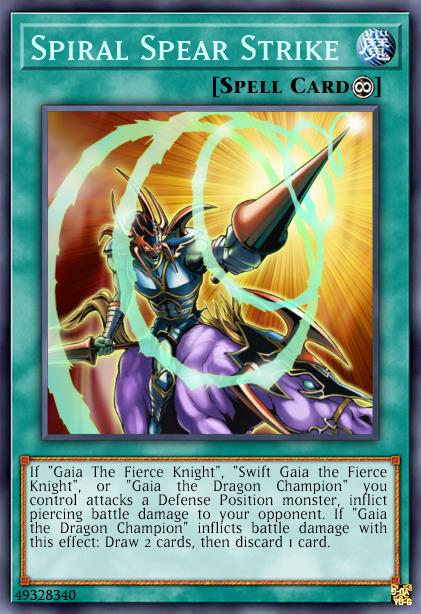 Spiral Spear Strike
[Spell Card]
If "Gaia The Fierce Knight", "Swift Gaia the Fierce
Knight", or "Gaia the Dragon Champion" you
control attacks a Defense Position monster, inflict
piercing battle damage to your opponent. If "Gaia
the Dragon Champion" inflicts battle damage with
this effect: Draw 2 cards, then discard 1 card.
49328340